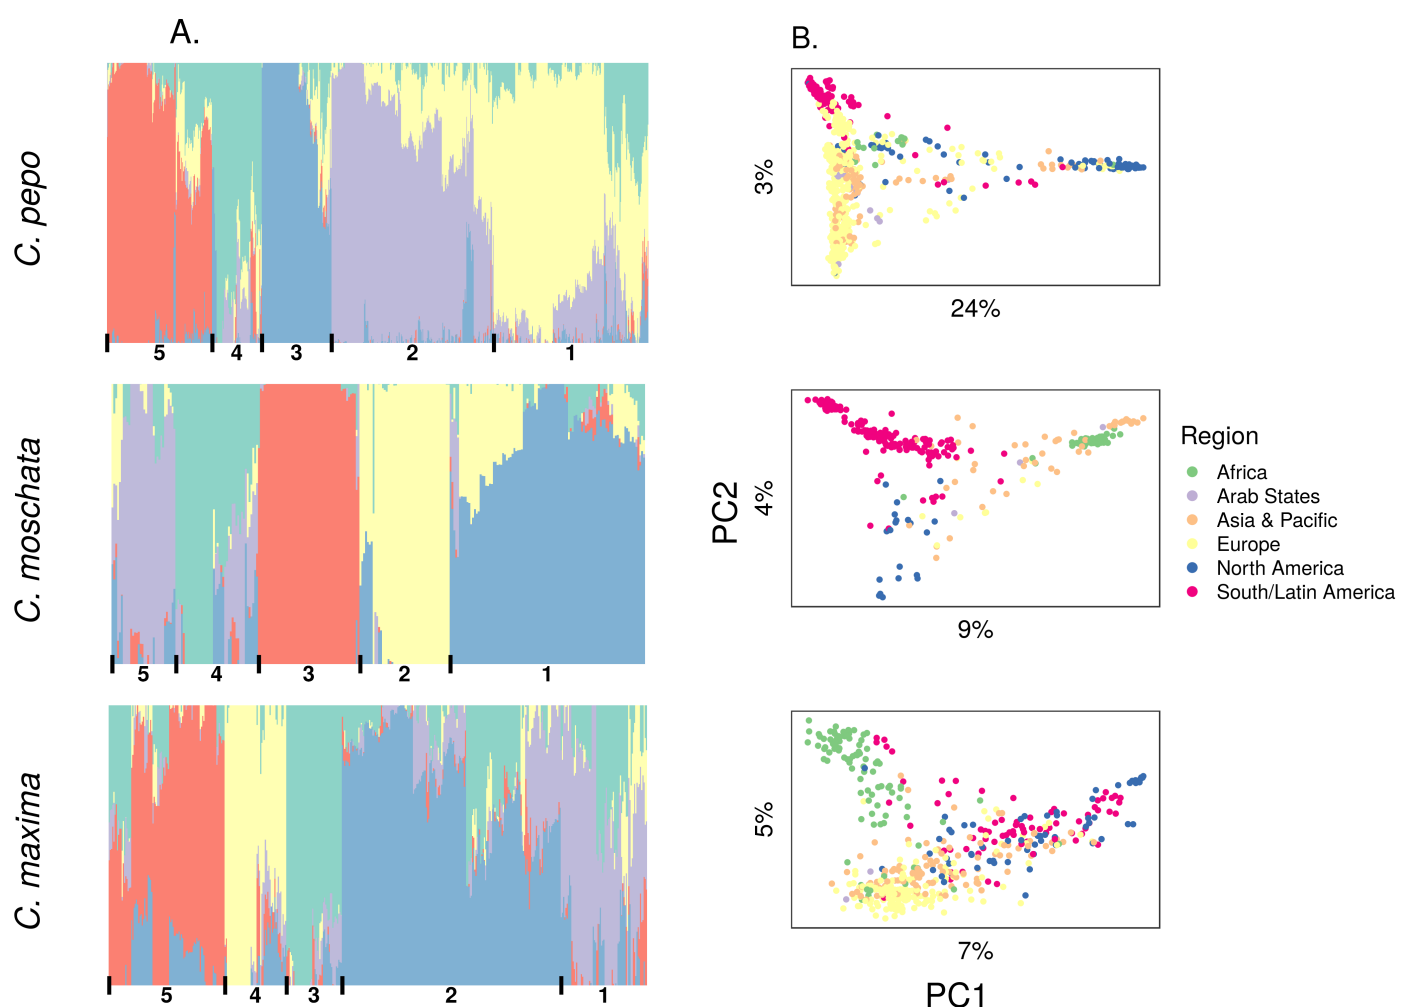 A.
B.
C. pepo
5 4 3 2 1
3%
24%
C. moschata
5 4 3 2 1
PC2
4%
9%
Region
Africa
Arab States
Asia & Pacific
Europe
North America
South/Latin America
C. maxima
5 4 3 2 1
5%
7%
PC1